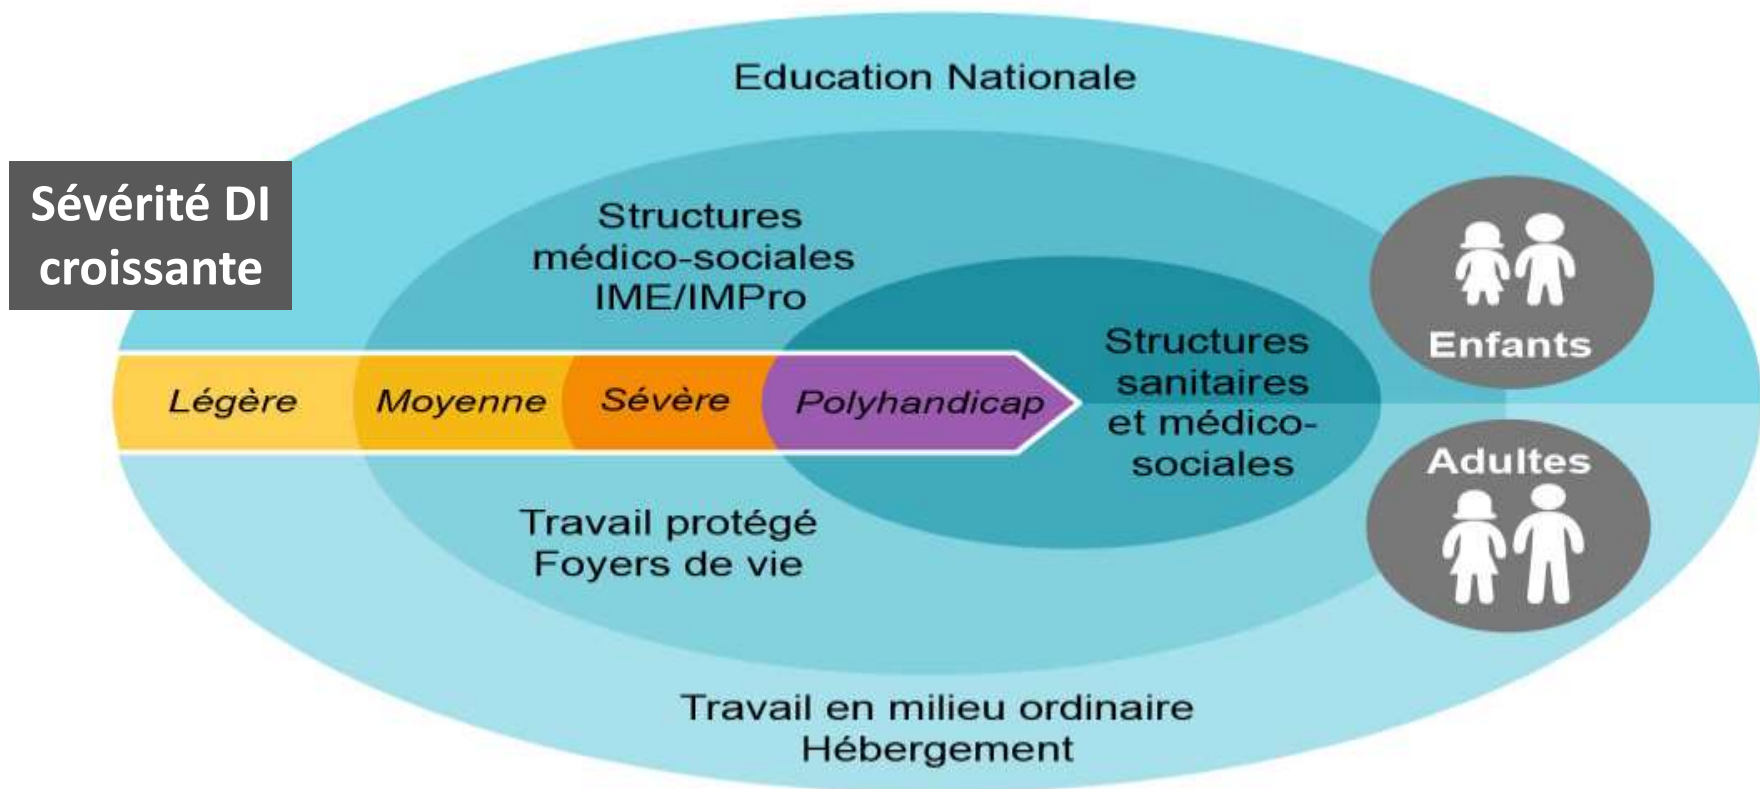 Education Nationale
Sévérité DI
croissante
Structures
médico-sociales
IME/IMPro
Enfants
Légère
Moyenne
Sévère
Polyhandicap
Structures
sanitaires
et médico-
sociales
Adultes
Travail protégé
Foyers de vie
Travail en milieu ordinaire
Hébergement